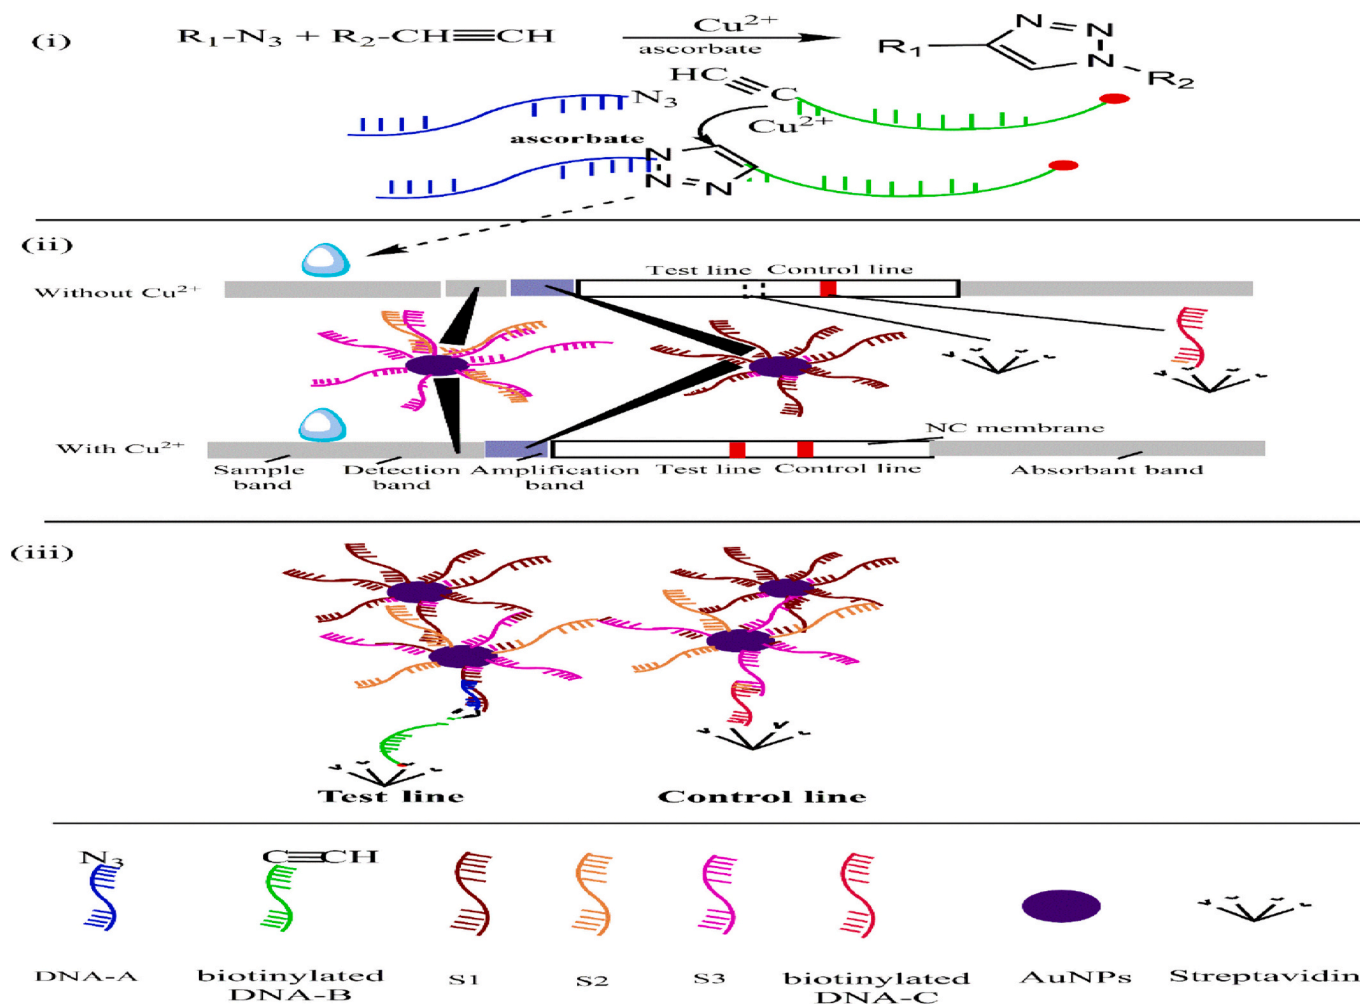 (i)
R₁-N₃ + R₂-CH≡CH
Cu²⁺
ascorbate
N
N
N
N
R₁
R₂
HC
C
N₃
Cu²⁺
ascorbate
N
N
N
(ii)
Without Cu²⁺
Test line Control line
With Cu²⁺
NC membrane
Sample band
Detection band
Amplification band
Test line Control line
Absorbant band
(iii)
Test line
Control line
N₃
C≡CH
DNA-A
biotinylated
DNA-B
S1
S2
S3
biotinylated
DNA-C
AuNPs
Streptavidin